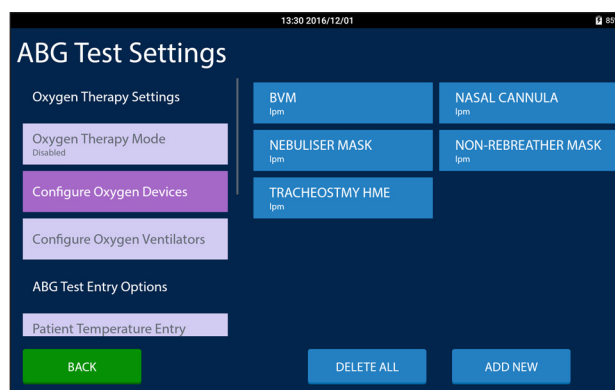 13:30 2016/12/01
85%
ABG Test Settings
Oxygen Therapy Settings
Oxygen Therapy Mode
Disabled
Configure Oxygen Devices
Configure Oxygen Ventilators
ABG Test Entry Options
Patient Temperature Entry
BACK
BVM
lpm
NASAL CANNULA
lpm
NEBULISER MASK
lpm
NON-REBREATHER MASK
lpm
TRACHEOSTMY HME
lpm
DELETE ALL
ADD NEW